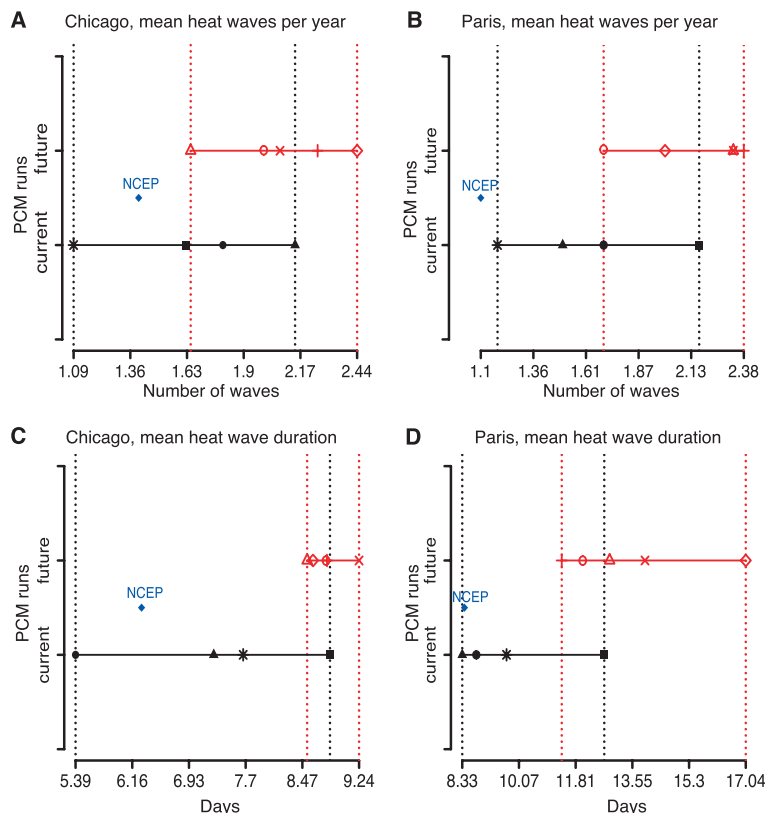 A Chicago, mean heat waves per year
PCM runs
current future
NCEP
1.09 1.36 1.63 1.9 2.17 2.44
Number of waves
B Paris, mean heat waves per year
PCM runs
current future
NCEP
1.1 1.36 1.61 1.87 2.13 2.38
Number of waves
C Chicago, mean heat wave duration
PCM runs
current future
NCEP
5.39 6.16 6.93 7.7 8.47 9.24
Days
D Paris, mean heat wave duration
PCM runs
current future
NCEP
8.33 10.07 11.81 13.55 15.3 17.04
Days